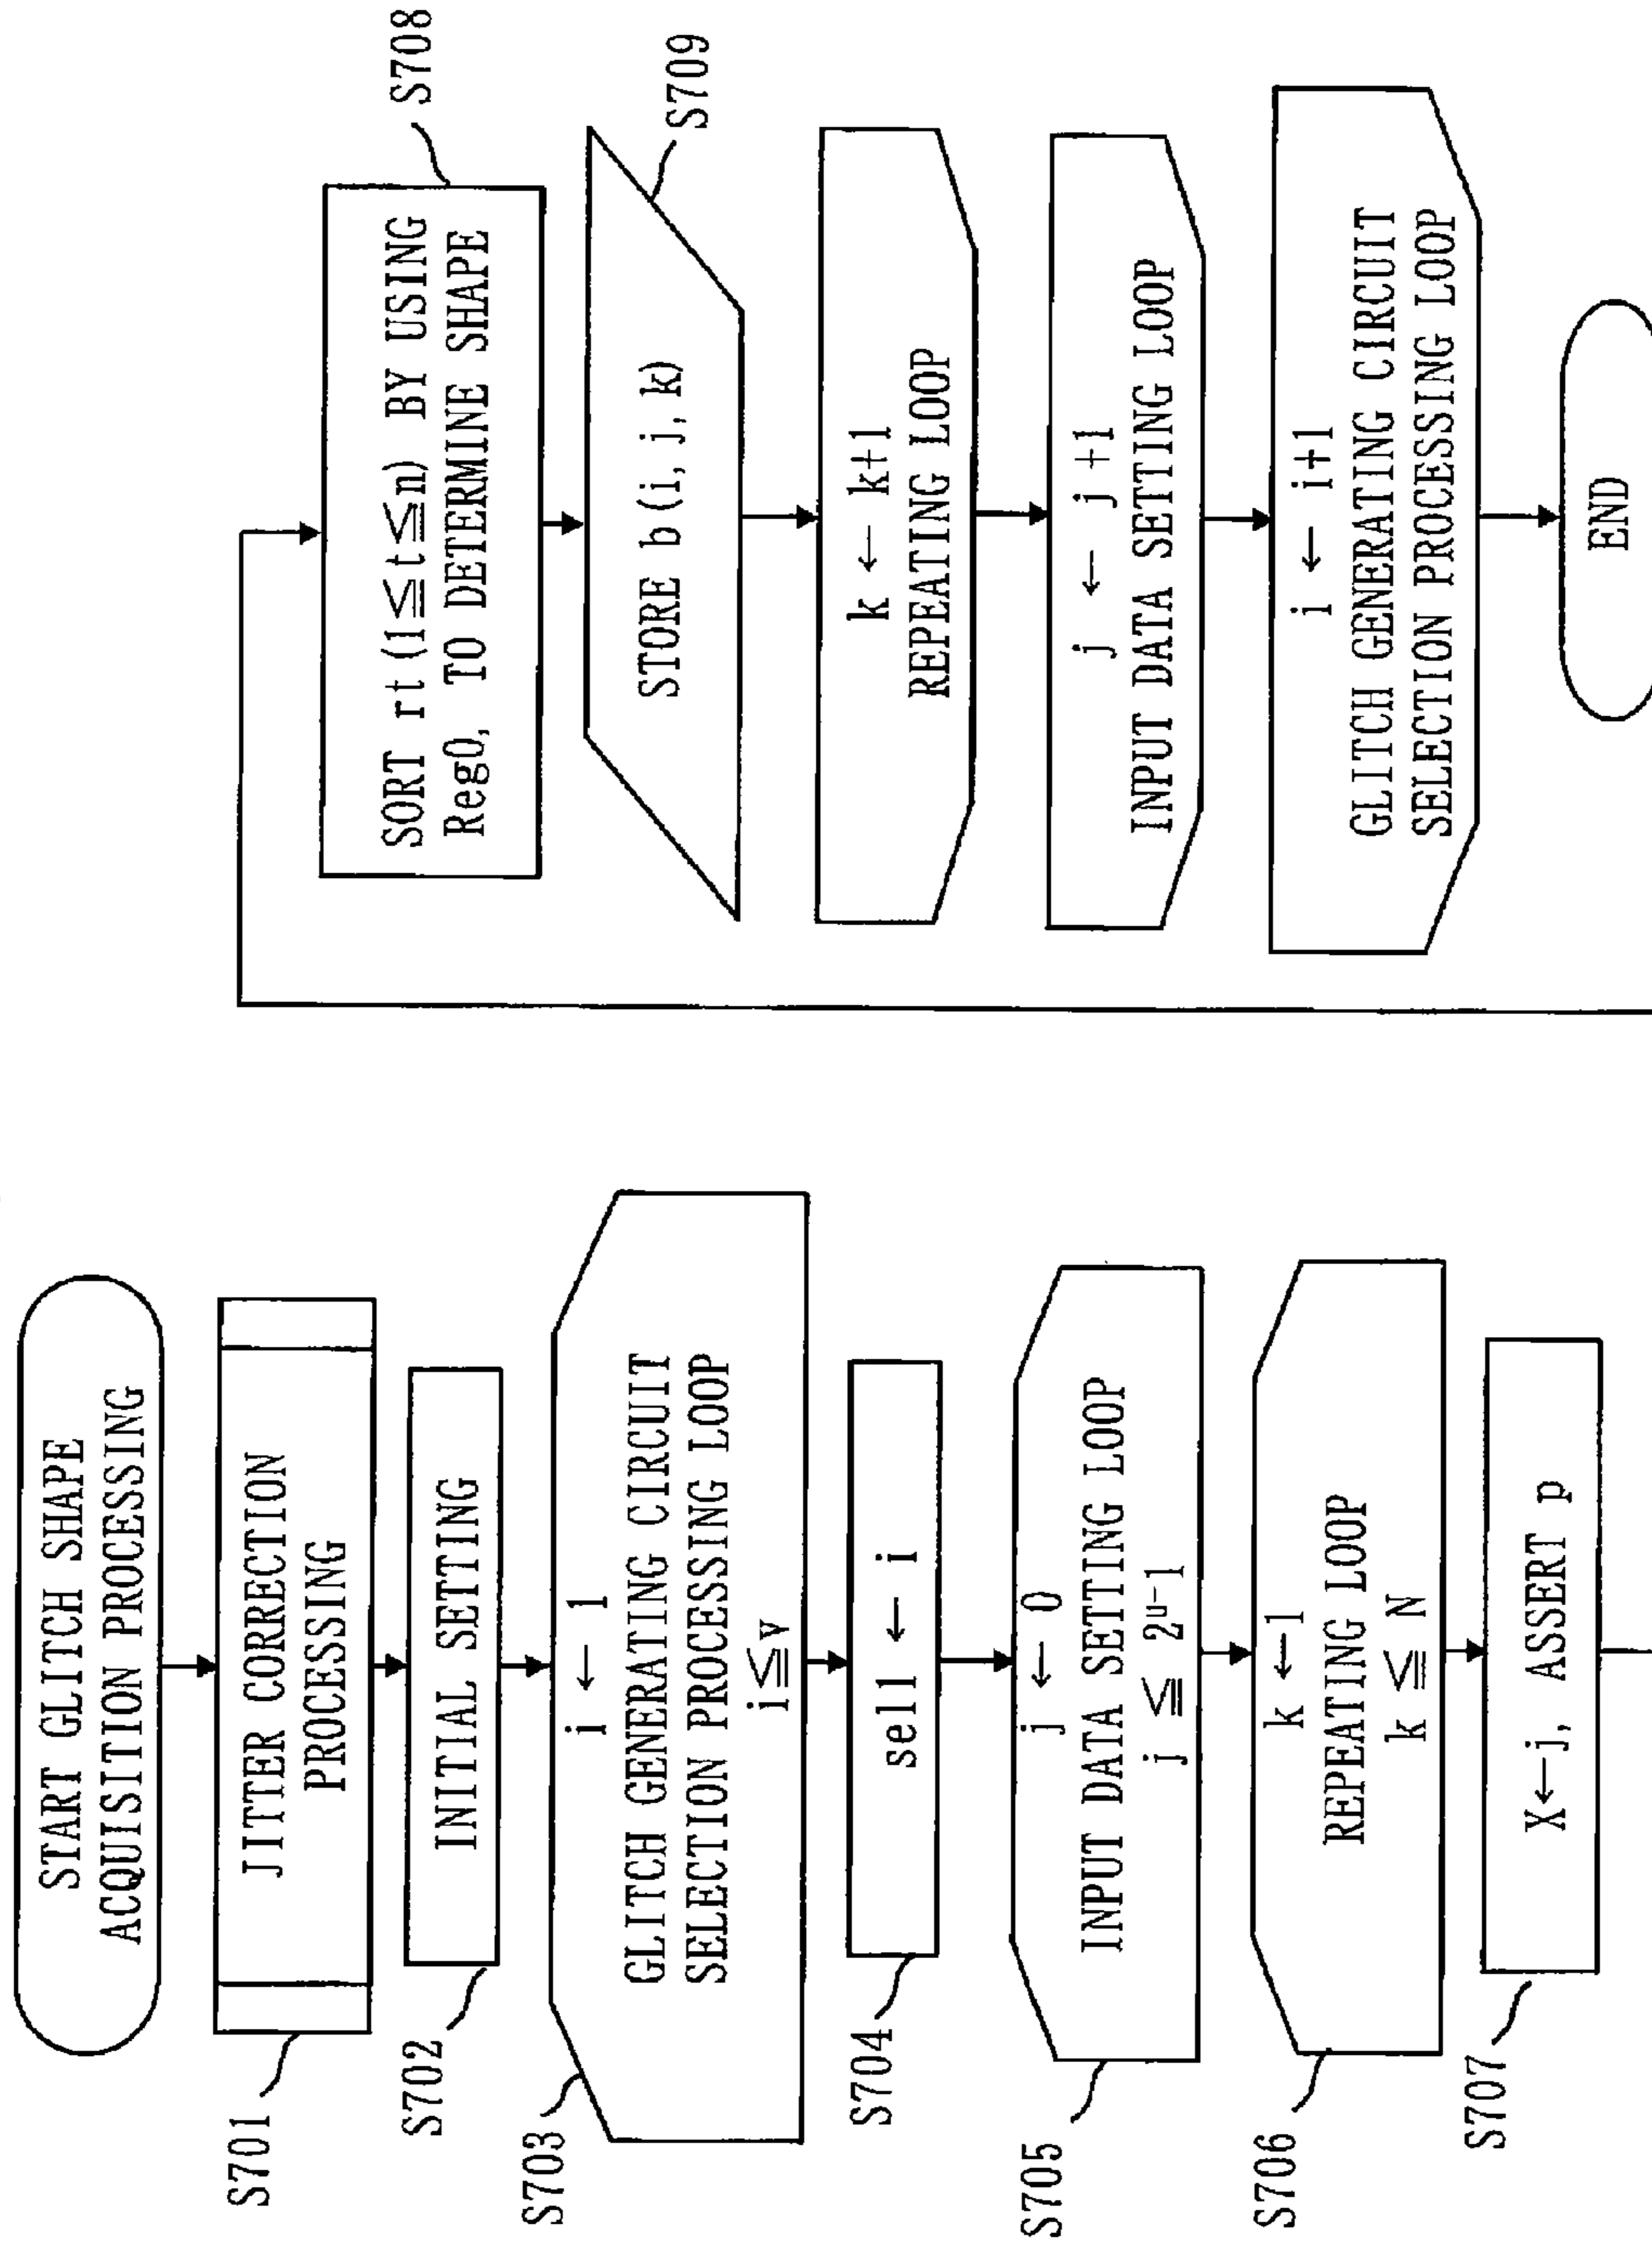 START GLITCH SHAPE
ACQUISITION PROCESSING
S701
JITTER CORRECTION
PROCESSING
S702
INITIAL SETTING
S703
i ← 1
GLITCH GENERATING CIRCUIT
SELECTION PROCESSING LOOP
i≦v
S704
sel1 ← i
S705
j ← 0
INPUT DATA SETTING LOOP
j ≦ 2ᵘ⁻¹
S706
k ←1
REPEATING LOOP
k ≦ N
S707
X←j, ASSERT p
S708
SORT rt(1≦t≦n) BY USING
Reg0, TO DETERMINE SHAPE
S709
STORE b(i, j, k)
k ← k+1
REPEATING LOOP
j ← j+1
INPUT DATA SETTING LOOP
i ← i+1
GLITCH GENERATING CIRCUIT
SELECTION PROCESSING LOOP
END